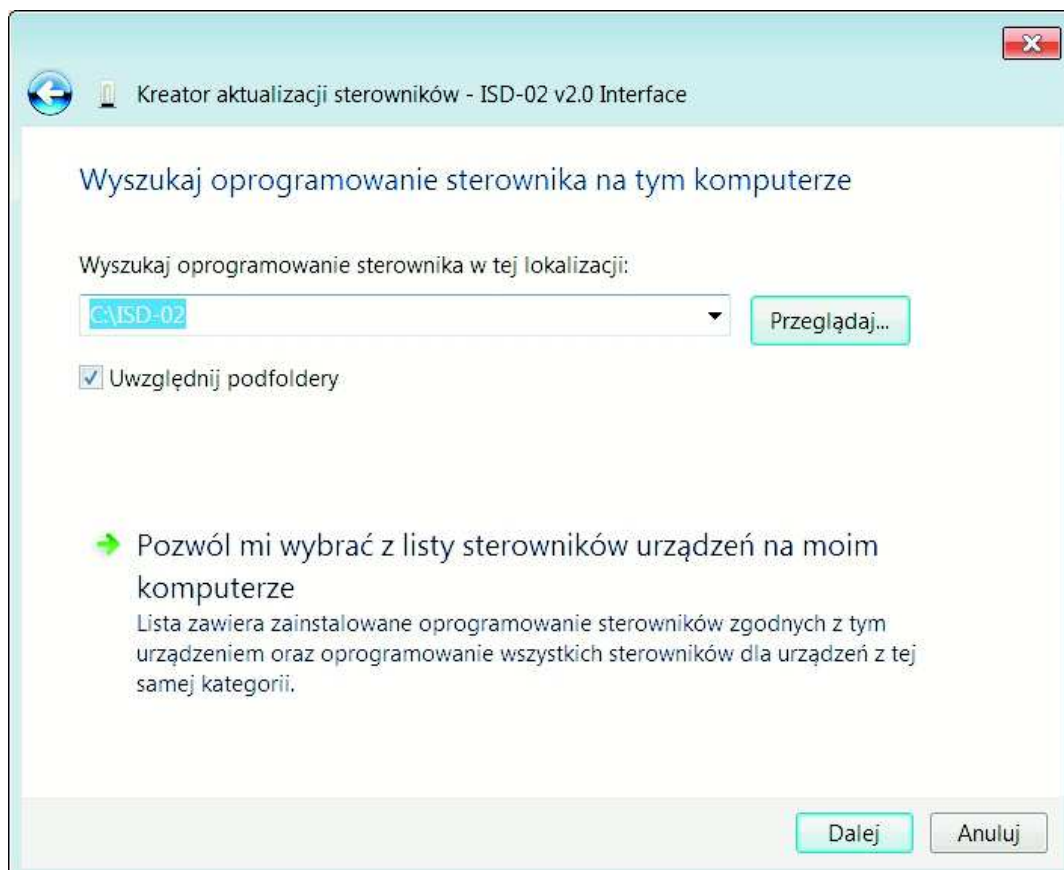 Kreator aktualizacji sterowników - ISD-02 v2.0 Interface
Wyszukaj oprogramowanie sterownika na tym komputerze
Wyszukaj oprogramowanie sterownika w tej lokalizacji:
C:\ISD-02
Przeglądaj...
Uwzględnij podfoldery
Pozwól mi wybrać z listy sterowników urządzeń na moim
komputerze
Lista zawiera zainstalowane oprogramowanie sterowników zgodnych z tym
urządzeniem oraz oprogramowanie wszystkich sterowników dla urządzeń z tej
samej kategorii.
Dalej
Anuluj